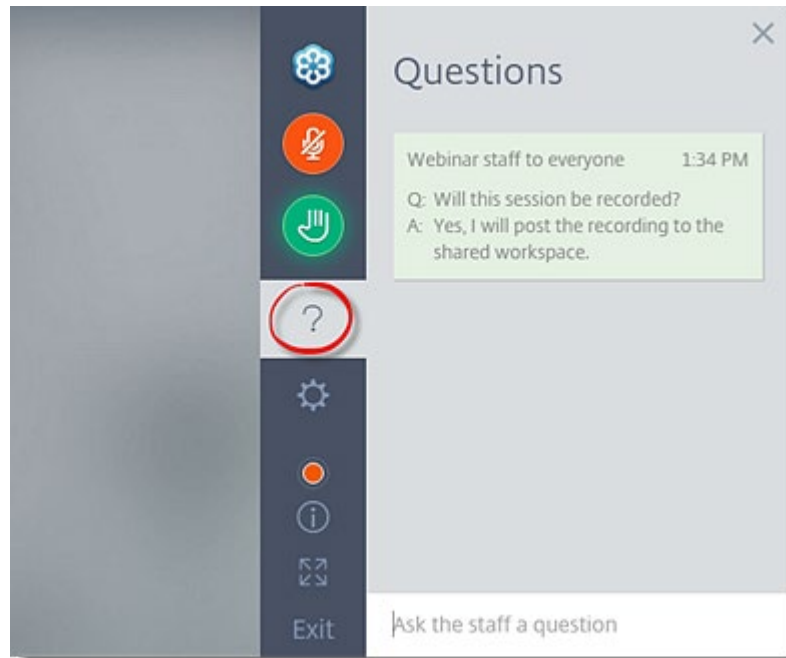 Questions
Webinar staff to everyone 1:34 PM
Q: Will this session be recorded?
A: Yes, I will post the recording to the
shared workspace.
?
Exit
Ask the staff a question